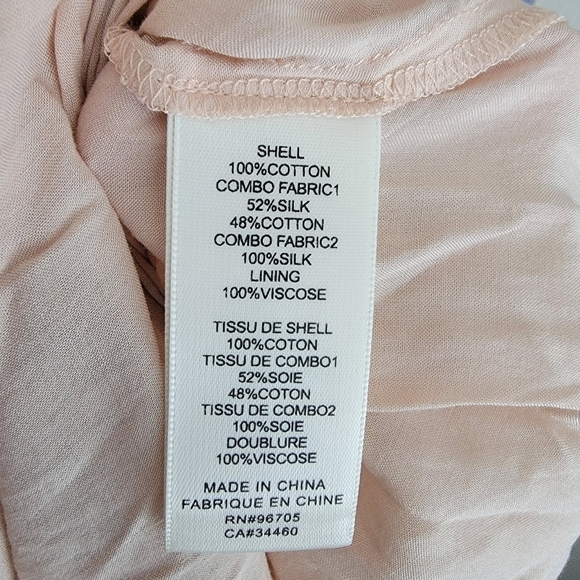 SHELL
100%COTTON
COMBO FABRIC1
52%SILK
48%COTTON
COMBO FABRIC2
100%SILK
LINING
100%VISCOSE
TISSU DE SHELL
100%COTON
TISSU DE COMBO1
52%SOIE
48%COTON
TISSU DE COMBO2
100%SOIE
DOUBLURE
100%VISCOSE
MADE IN CHINA
FABRIQUE EN CHINE
RN#96705
CA#34460